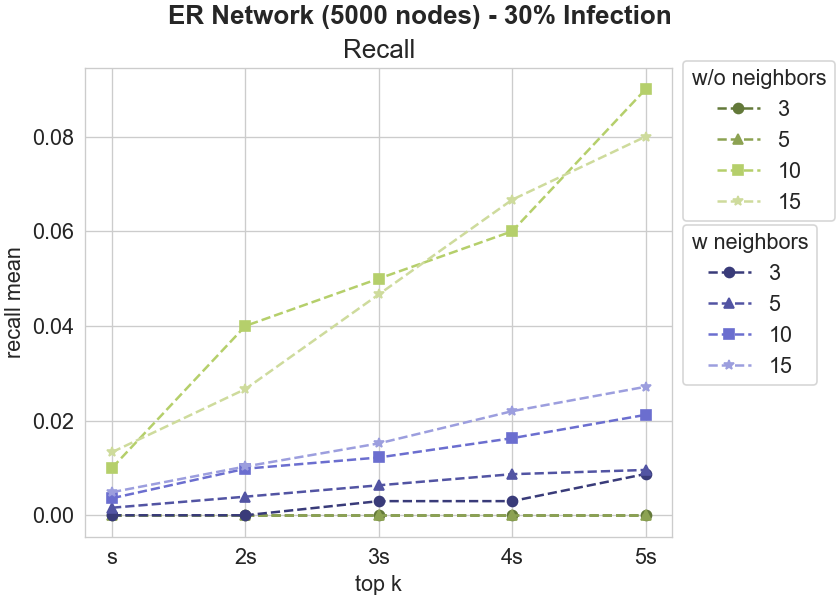 ER Network (5000 nodes) - 30% Infection
Recall
recall mean
0.08
0.06
0.04
0.02
0.00
s 2s 3s 4s 5s
top k
w/o neighbors
3
5
10
15
w neighbors
3
5
10
15